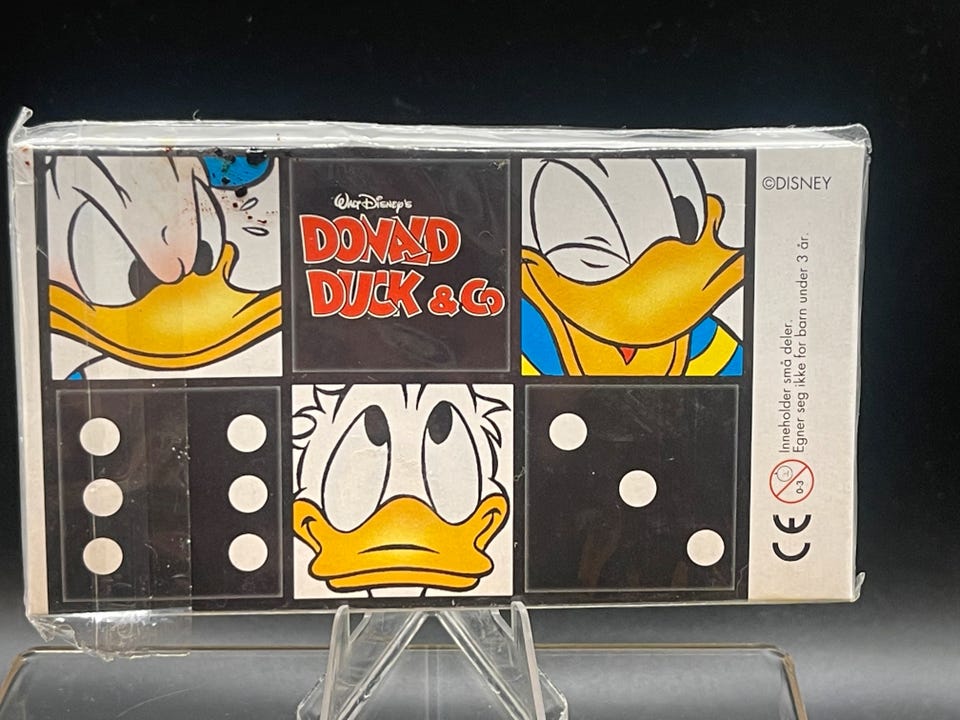 Walt Disney's
DONALD
DUCK & Co
©DISNEY
Inneholder små deler.
Egner seg ikke for barn under 3 år.
0-3
CE